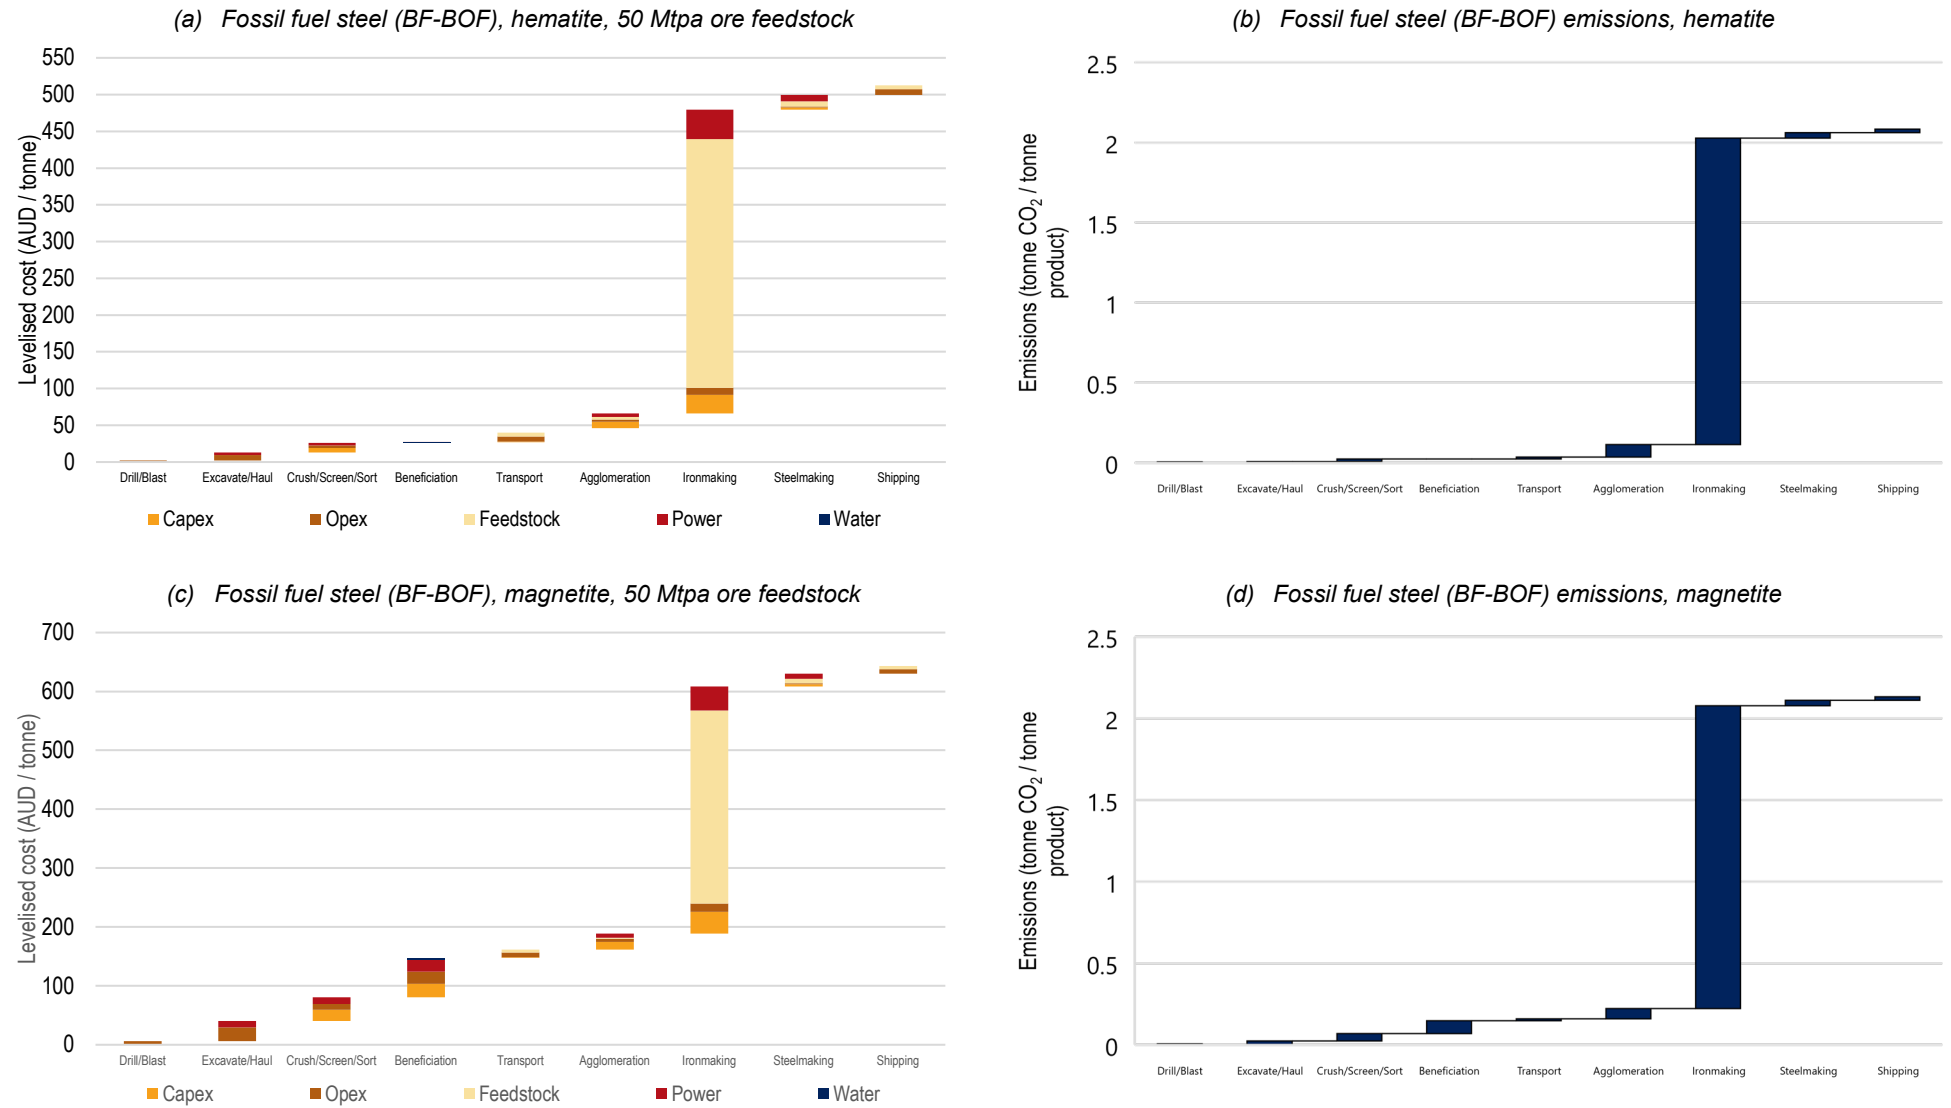 (a) Fossil fuel steel (BF-BOF), hematite, 50 Mtpa ore feedstock
Levelised cost (AUD / tonne)
550
500
450
400
350
300
250
200
150
100
50
0
Drill/Blast Excavate/Haul Crush/Screen/Sort Beneficiation Transport Agglomeration Ironmaking Steelmaking Shipping
Capex Opex Feedstock Power Water
(b) Fossil fuel steel (BF-BOF) emissions, hematite
Emissions (tonne CO₂ / tonne
product)
2.5
2
1.5
1
0.5
0
Drill/Blast Excavate/Haul Crush/Screen/Sort Beneficiation Transport Agglomeration Ironmaking Steelmaking Shipping
(c) Fossil fuel steel (BF-BOF), magnetite, 50 Mtpa ore feedstock
Levelised cost (AUD / tonne)
700
600
500
400
300
200
100
0
Drill/Blast Excavate/Haul Crush/Screen/Sort Beneficiation Transport Agglomeration Ironmaking Steelmaking Shipping
Capex Opex Feedstock Power Water
(d) Fossil fuel steel (BF-BOF) emissions, magnetite
Emissions (tonne CO₂ / tonne
product)
2.5
2
1.5
1
0.5
0
Drill/Blast Excavate/Haul Crush/Screen/Sort Beneficiation Transport Agglomeration Ironmaking Steelmaking Shipping